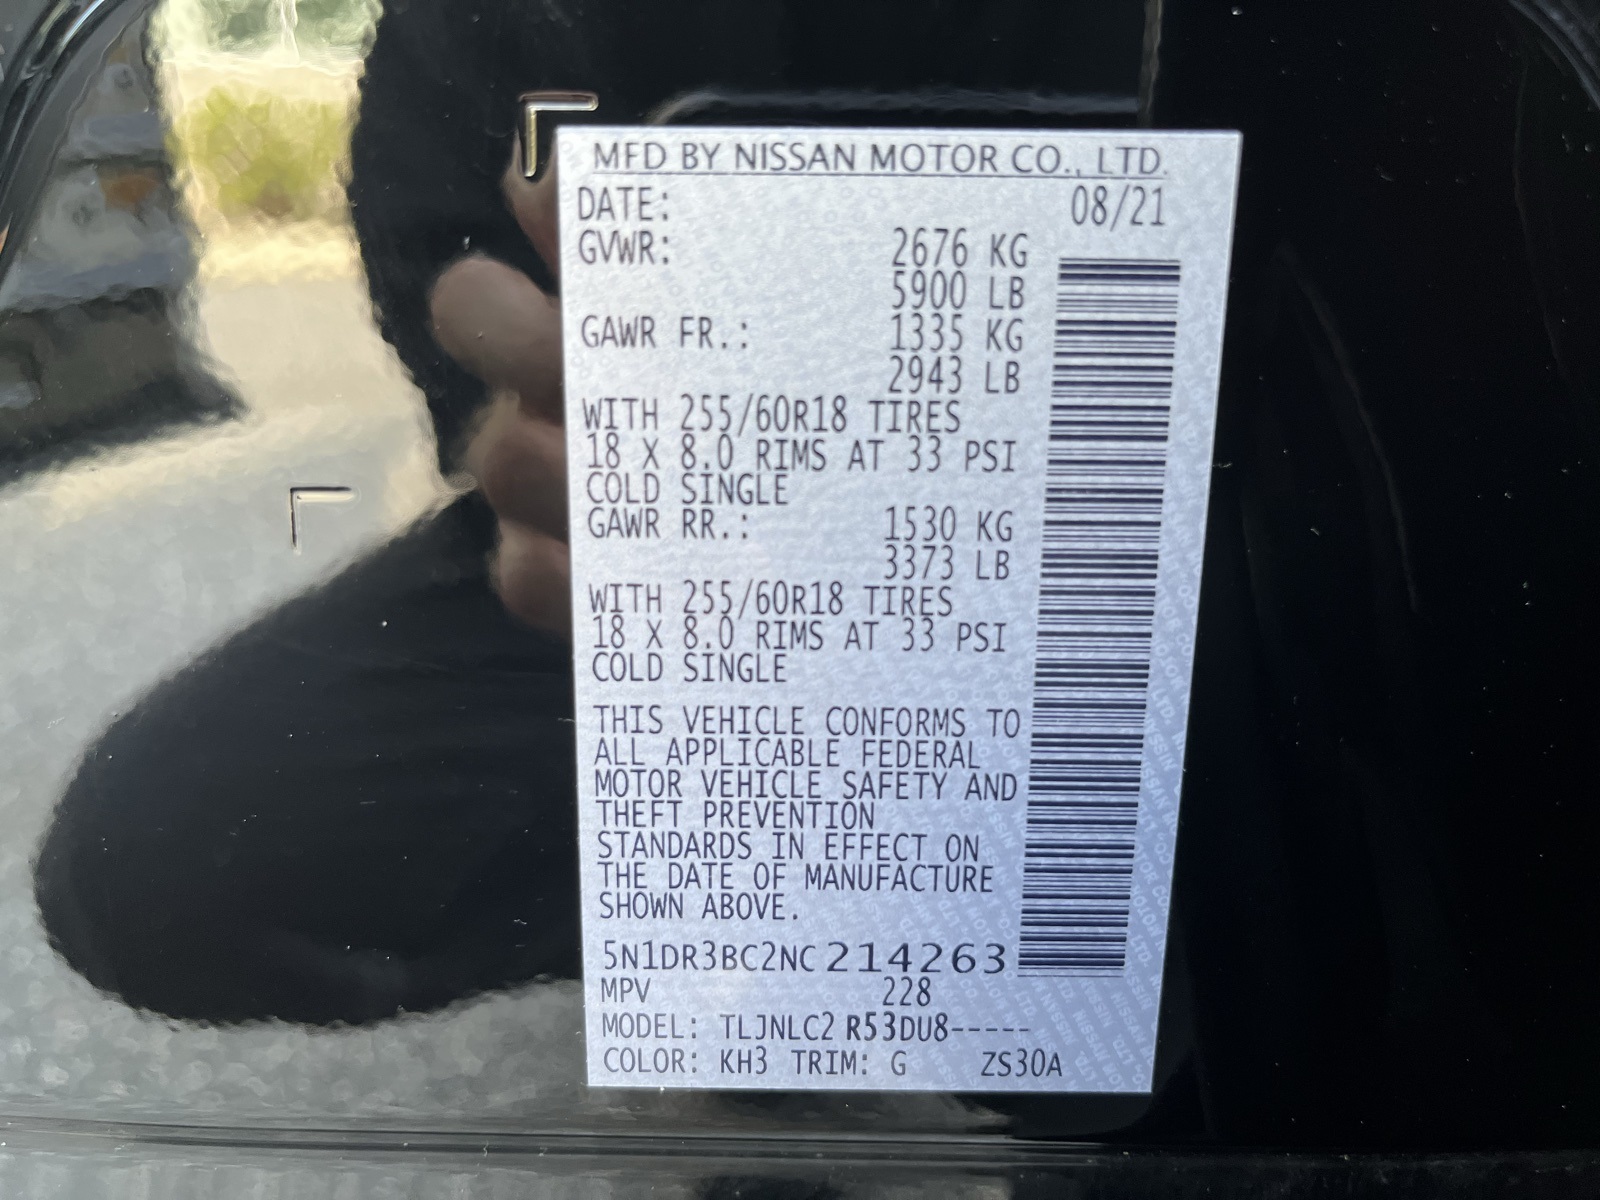 MFD BY NISSAN MOTOR CO., LTD.
DATE: 08/21
GVWR: 2676 KG
5900 LB
GAWR FR.: 1335 KG
2943 LB
WITH 255/60R18 TIRES
18 X 8.0 RIMS AT 33 PSI
COLD SINGLE
GAWR RR.: 1530 KG
3373 LB
WITH 255/60R18 TIRES
18 X 8.0 RIMS AT 33 PSI
COLD SINGLE
THIS VEHICLE CONFORMS TO
ALL APPLICABLE FEDERAL
MOTOR VEHICLE SAFETY AND
THEFT PREVENTION
STANDARDS IN EFFECT ON
THE DATE OF MANUFACTURE
SHOWN ABOVE.
5N1DR3BC2NC214263
MPV 228
MODEL: TLJNLC2 R53DU8-----
COLOR: KH3 TRIM: G ZS30A